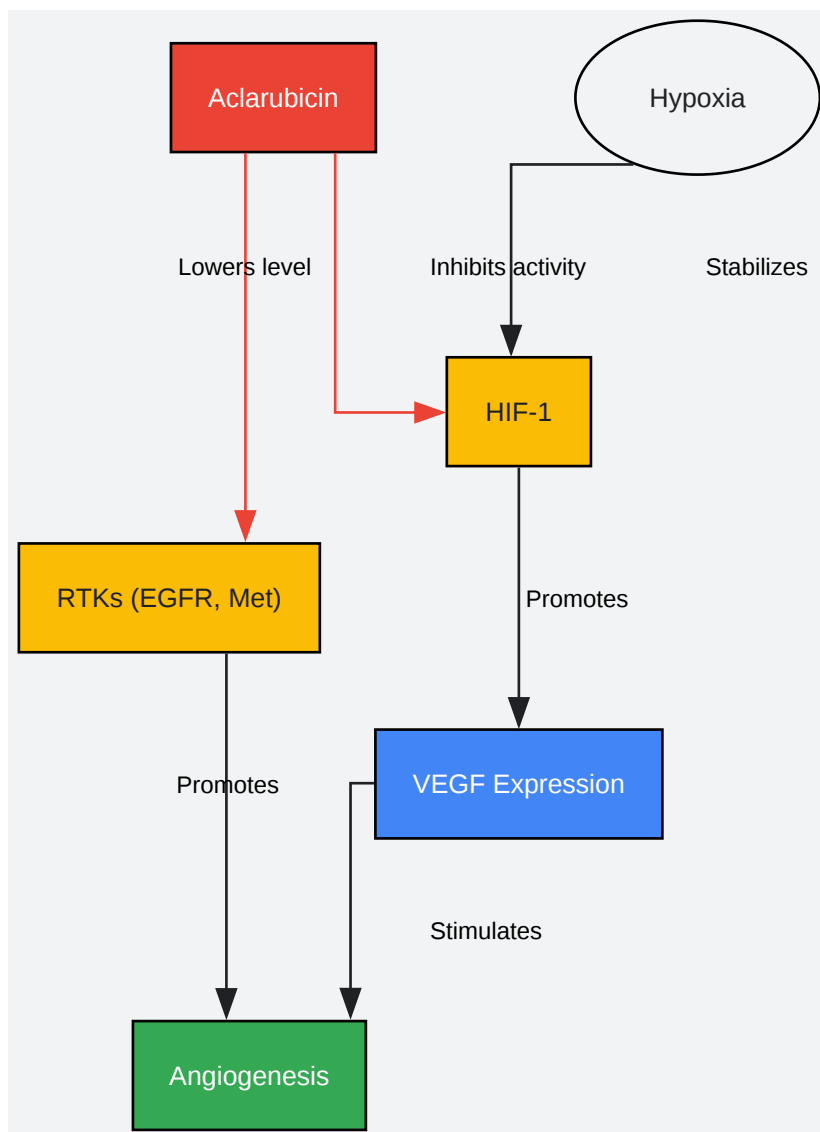 Aclarubicin
Hypoxia
Lowers level
Inhibits activity
Stabilizes
HIF-1
RTKs (EGFR, Met)
Promotes
Promotes
VEGF Expression
Stimulates
Angiogenesis